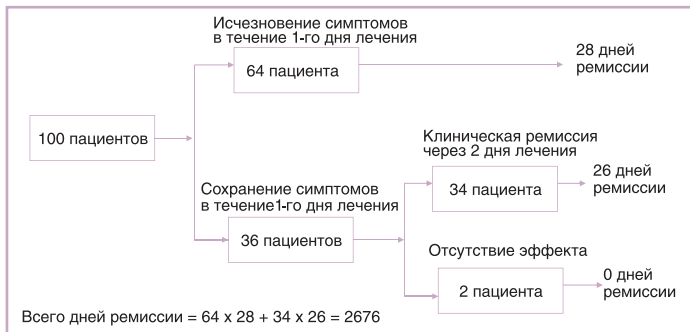 Исчезновение симптомов
в течение 1-го дня лечения
64 пациента
28 дней
ремиссии
100 пациентов
Клиническая ремиссия
через 2 дня лечения
34 пациента
26 дней
ремиссии
Сохранение симптомов
в течение1-го дня лечения
36 пациентов
Отсутствие эффекта
2 пациента
0 дней
ремиссии
Всего дней ремиссии = 64 x 28 + 34 x 26 = 2676